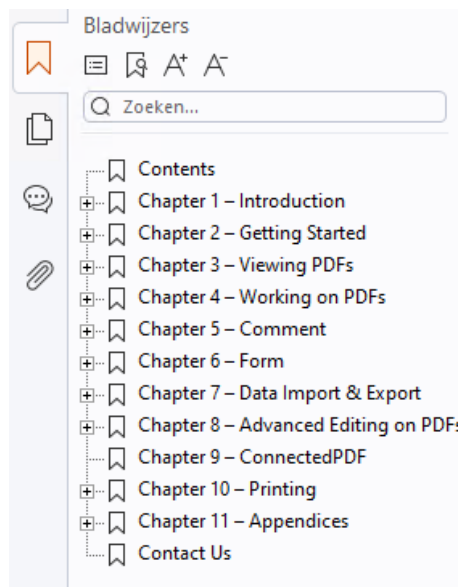 Bladwijzers
Zoeken...
Contents
Chapter 1 – Introduction
Chapter 2 – Getting Started
Chapter 3 – Viewing PDFs
Chapter 4 – Working on PDFs
Chapter 5 – Comment
Chapter 6 – Form
Chapter 7 – Data Import & Export
Chapter 8 – Advanced Editing on PDFs
Chapter 9 – ConnectedPDF
Chapter 10 – Printing
Chapter 11 – Appendices
Contact Us